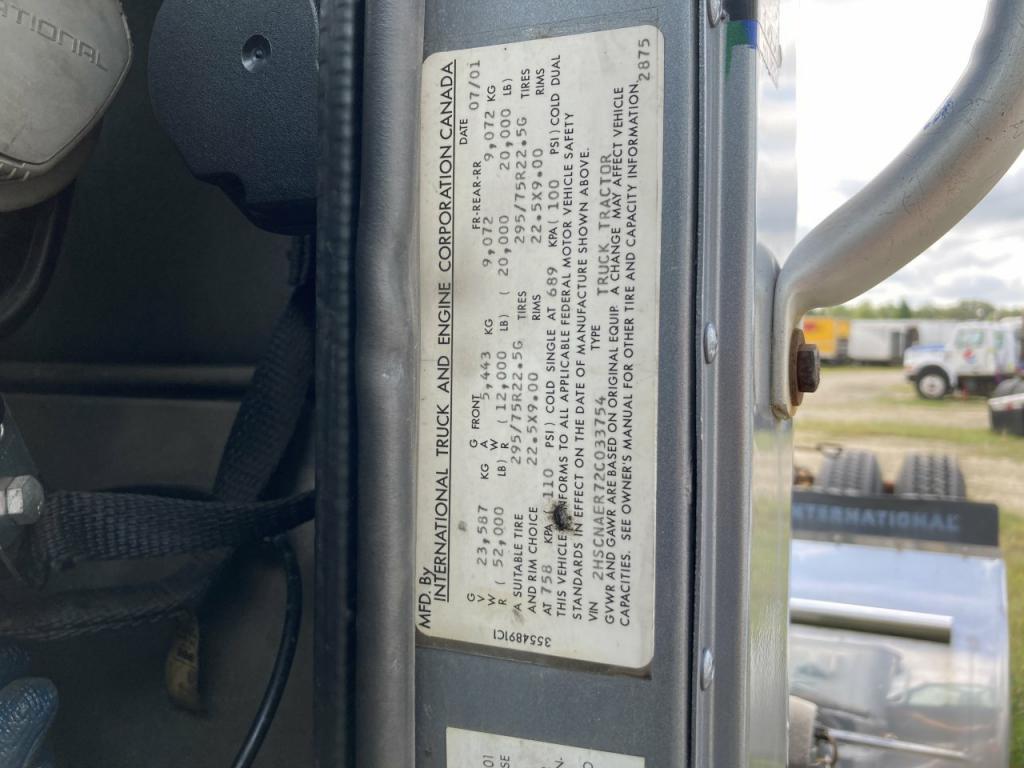 MFD. By
INTERNATIONAL TRUCK AND ENGINE CORPORATION CANADA
DATE 07/01
GVWR 23,587 KG
( 52,000 LB)
GAWR
FRONT 5,443 KG
( 12,000 LB)
FR-REAR-RR
9,072 9,072 KG
( 20,000 20,000 LB)
A SUITABLE TIRE 295/75R22.5G TIRES 295/75R22.5G TIRES
AND RIM CHOICE 22.5X9.00 RIMS 22.5X9.00 RIMS
AT 758 KPA ( 110 PSI) COLD SINGLE AT 689 KPA ( 100 PSI) COLD DUAL
THIS VEHICLE CONFORMS TO ALL APPLICABLE FEDERAL MOTOR VEHICLE SAFETY
STANDARDS IN EFFECT ON THE DATE OF MANUFACTURE SHOWN ABOVE.
VIN 2HSCNAER72C033754 TYPE TRUCK TRACTOR
GVWR AND GAWR ARE BASED ON ORIGINAL EQUIP. A CHANGE MAY AFFECT VEHICLE
CAPACITIES. SEE OWNER'S MANUAL FOR OTHER TIRE AND CAPACITY INFORMATION.
2875
3554891C1
INTERNATIONAL
pepsi